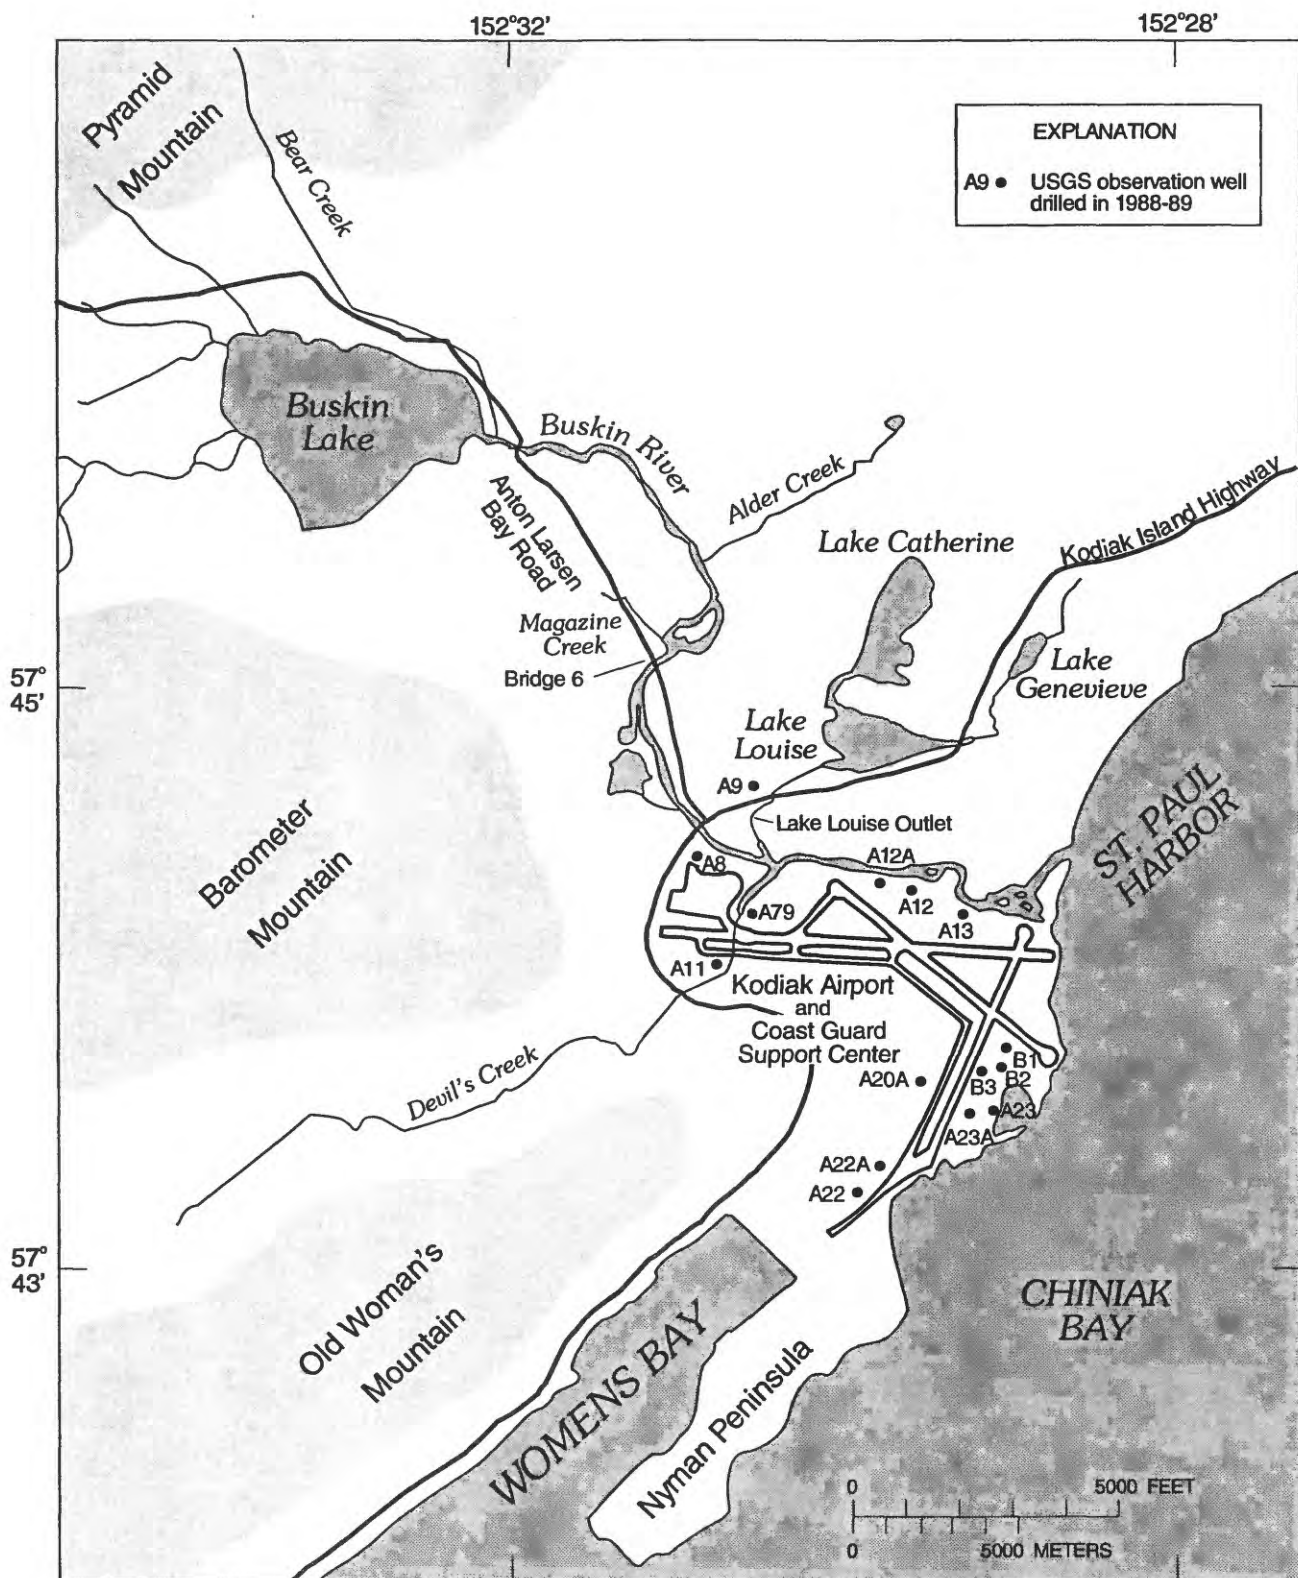 152°32'
152°28'
Pyramid
Mountain
Bear Creek
EXPLANATION
A9
USGS observation well
drilled in 1988-89
Buskin
Lake
Buskin River
Anton Larsen
Bay Road
Alder Creek
Lake Catherine
Kodiak Island Highway
Magazine
Creek
Bridge 6
Lake
Genevieve
57°
45'
Lake
Louise
A9
Lake Louise Outlet
ST. PAUL
HARBOR
Barometer
Mountain
A8
A12A
A79
A12
A13
A11
Kodiak Airport
and
Coast Guard
Support Center
Devil's Creek
A20A
B1
B3
B2
A23
A23A
A22A
A22
57°
43'
Old Woman's
Mountain
WOMENS BAY
Nyman Peninsula
CHINIAK
BAY
0
5000 FEET
0
5000 METERS